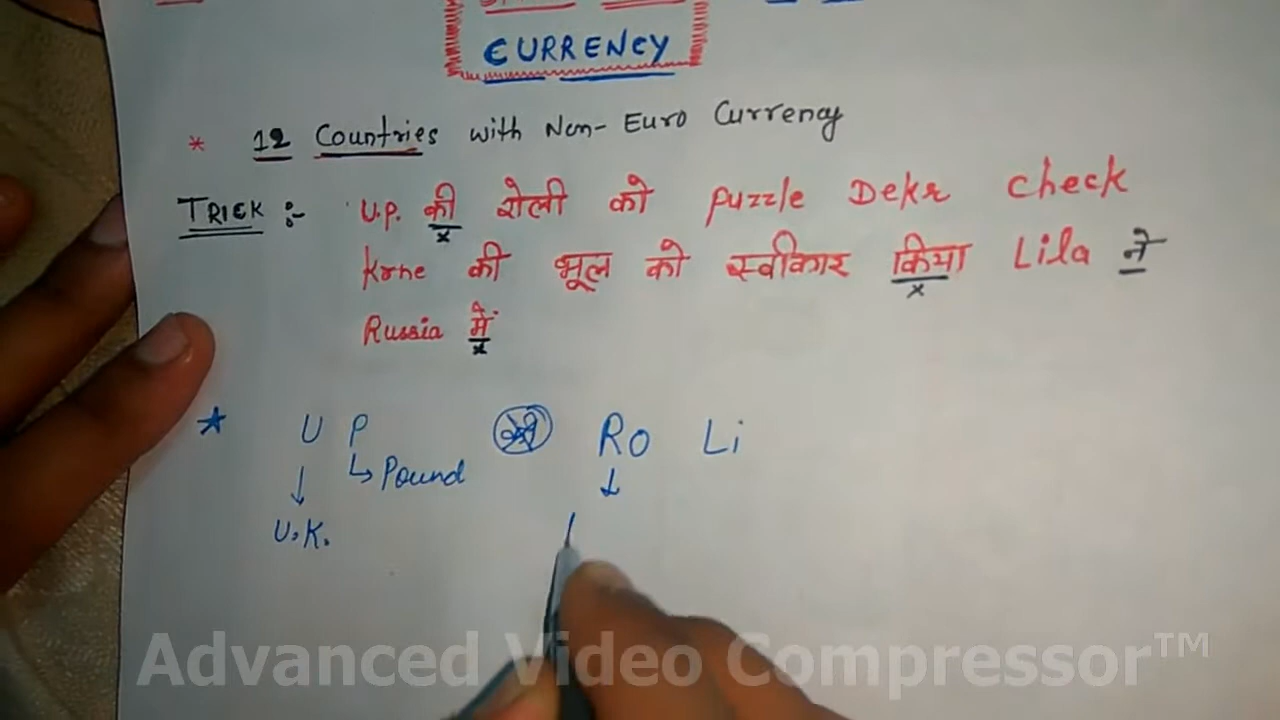 CURRENCY
* 12 Countries with Non-Euro Currency
TRICK :- U.P. की रोली को puzzle Dekr check
krne की भूल को स्वीकार किया Lila ने
x x
Russia में
x
★ U P Ro Li
↳ Pound
U.K.
Advanced Video Compressor™